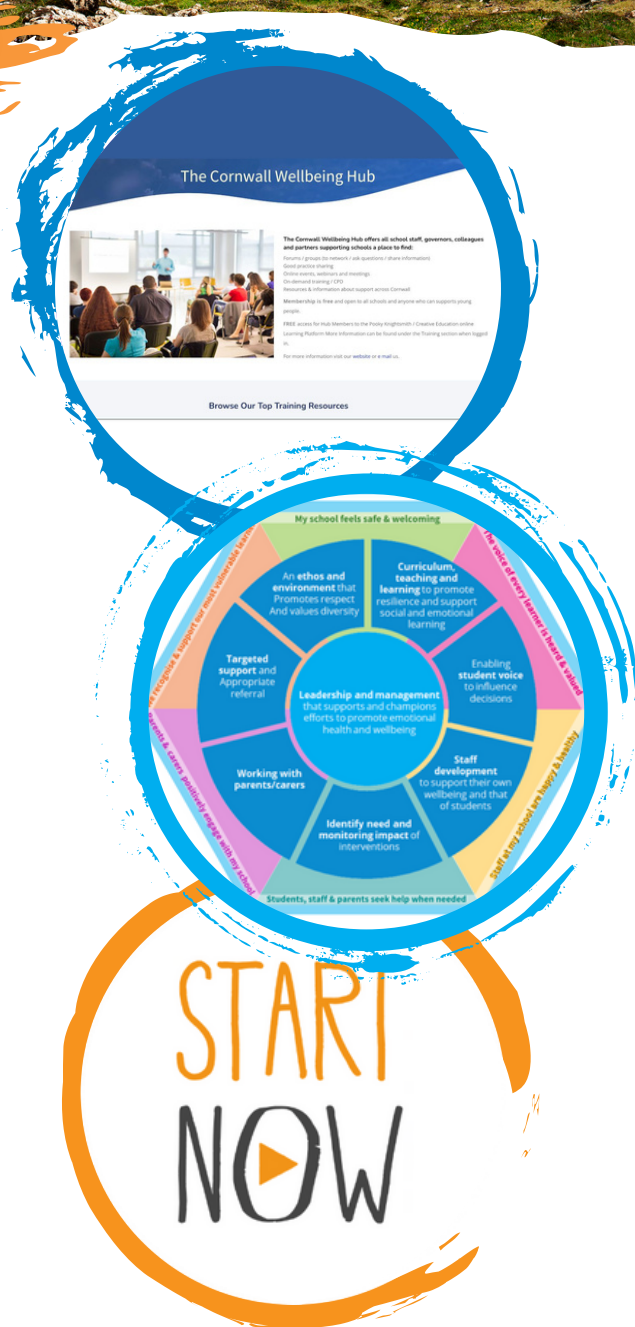 The Cornwall Wellbeing Hub
The Cornwall Wellbeing Hub offers all school staff, governors, colleagues
and partners supporting schools a place to find:
Forums / groups (to network / ask questions / share information)
Good practice sharing
Online events, webinars and meetings
On-demand training / CPD
Resources & information about support across Cornwall
Membership is free and open to all schools and anyone who can supports young
people.
FREE access for Hub Members to the Pooky Knightsmith / Creative Education online
Learning Platform More Information can be found under the Training section when logged
in.
For more information visit our website or e-mail us.
Browse Our Top Training Resources
My school feels safe & welcoming
The voice of every learner is heard & valued
Staff at my school are happy & healthy
Students, staff & parents seek help when needed
parents & carers positively engage with my school
recognise & support our most vulnerable
An ethos and
environment that
Promotes respect
And values diversity
Curriculum,
teaching and
learning to promote
resilience and support
social and emotional
learning
Enabling
student voice
to influence
decisions
Staff
development
to support their own
wellbeing and that
of students
Identify need and
monitoring impact of
interventions
Working with
parents/carers
Targeted
support and
Appropriate
referral
Leadership and management
that supports and champions
efforts to promote emotional
health and wellbeing
START
NOW